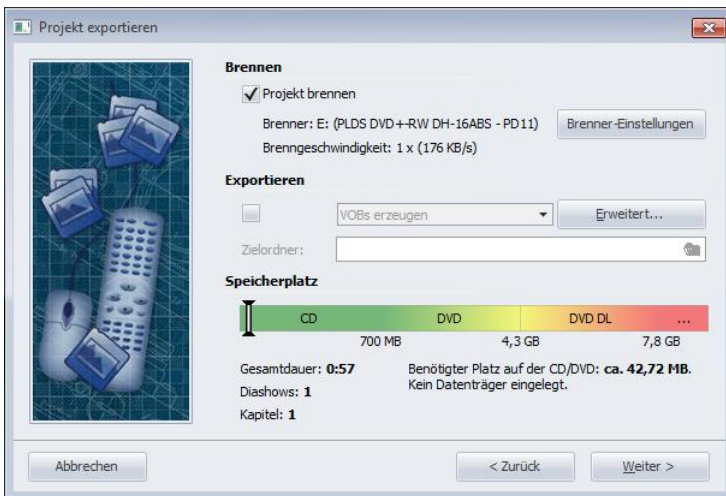 Projekt exportieren
Brennen
Projekt brennen
Brenner: E: (PLDS DVD+-RW DH-16ABS - PD11)
Brenner-Einstellungen
Brenngeschwindigkeit: 1 x (176 KB/s)
Exportieren
VOBs erzeugen
Erweitert...
Zielordner:
Speicherplatz
CD DVD DVD DL ...
700 MB 4,3 GB 7,8 GB
Gesamtdauer: 0:57
Benötigter Platz auf der CD/DVD: ca. 42,72 MB.
Kein Datenträger eingelegt.
Diashows: 1
Kapitel: 1
Abbrechen
< Zurück
Weiter >